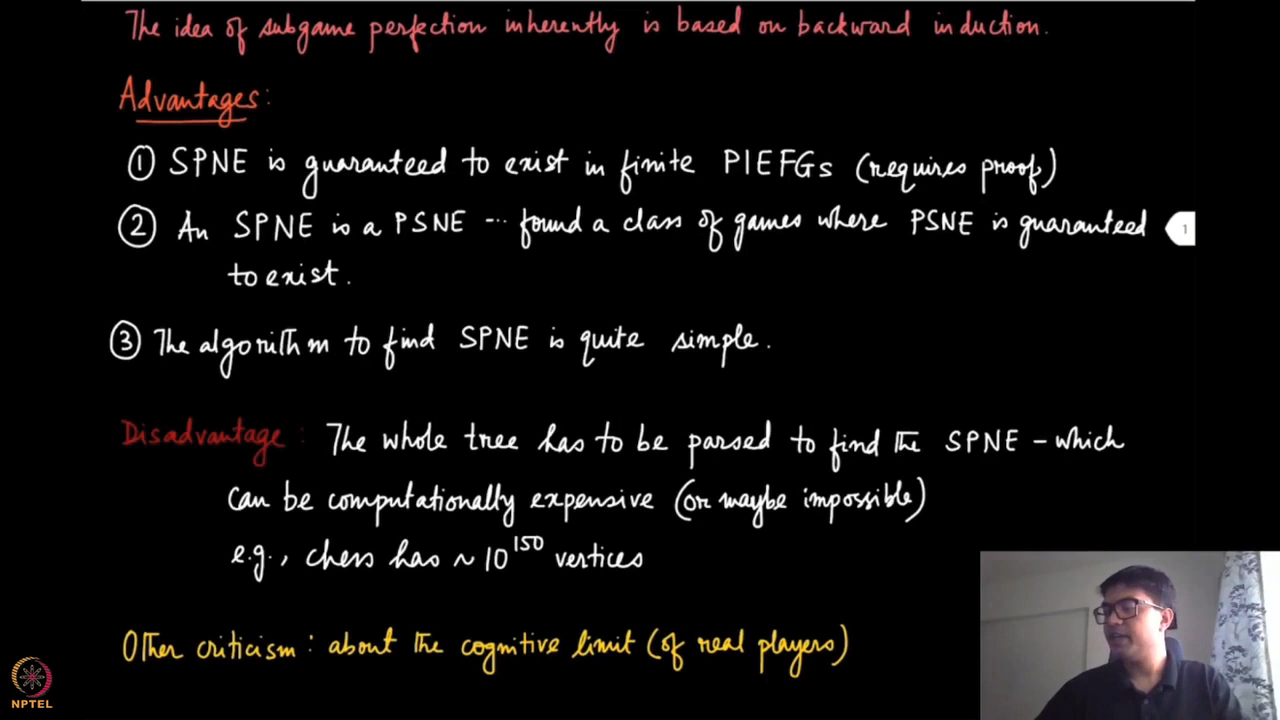 The idea of subgame perfection inherently is based on backward induction.
Advantages:
① SPNE is guaranteed to exist in finite PIEFGs (requires proof)
② An SPNE is a PSNE ... found a class of games where PSNE is guaranteed
to exist.
1
③ The algorithm to find SPNE is quite simple.
Disadvantage: The whole tree has to be parsed to find the SPNE - which
can be computationally expensive (or maybe impossible)
e.g., chess has ~ 10^150 vertices
Other criticism: about the cognitive limit (of real players)
NPTEL